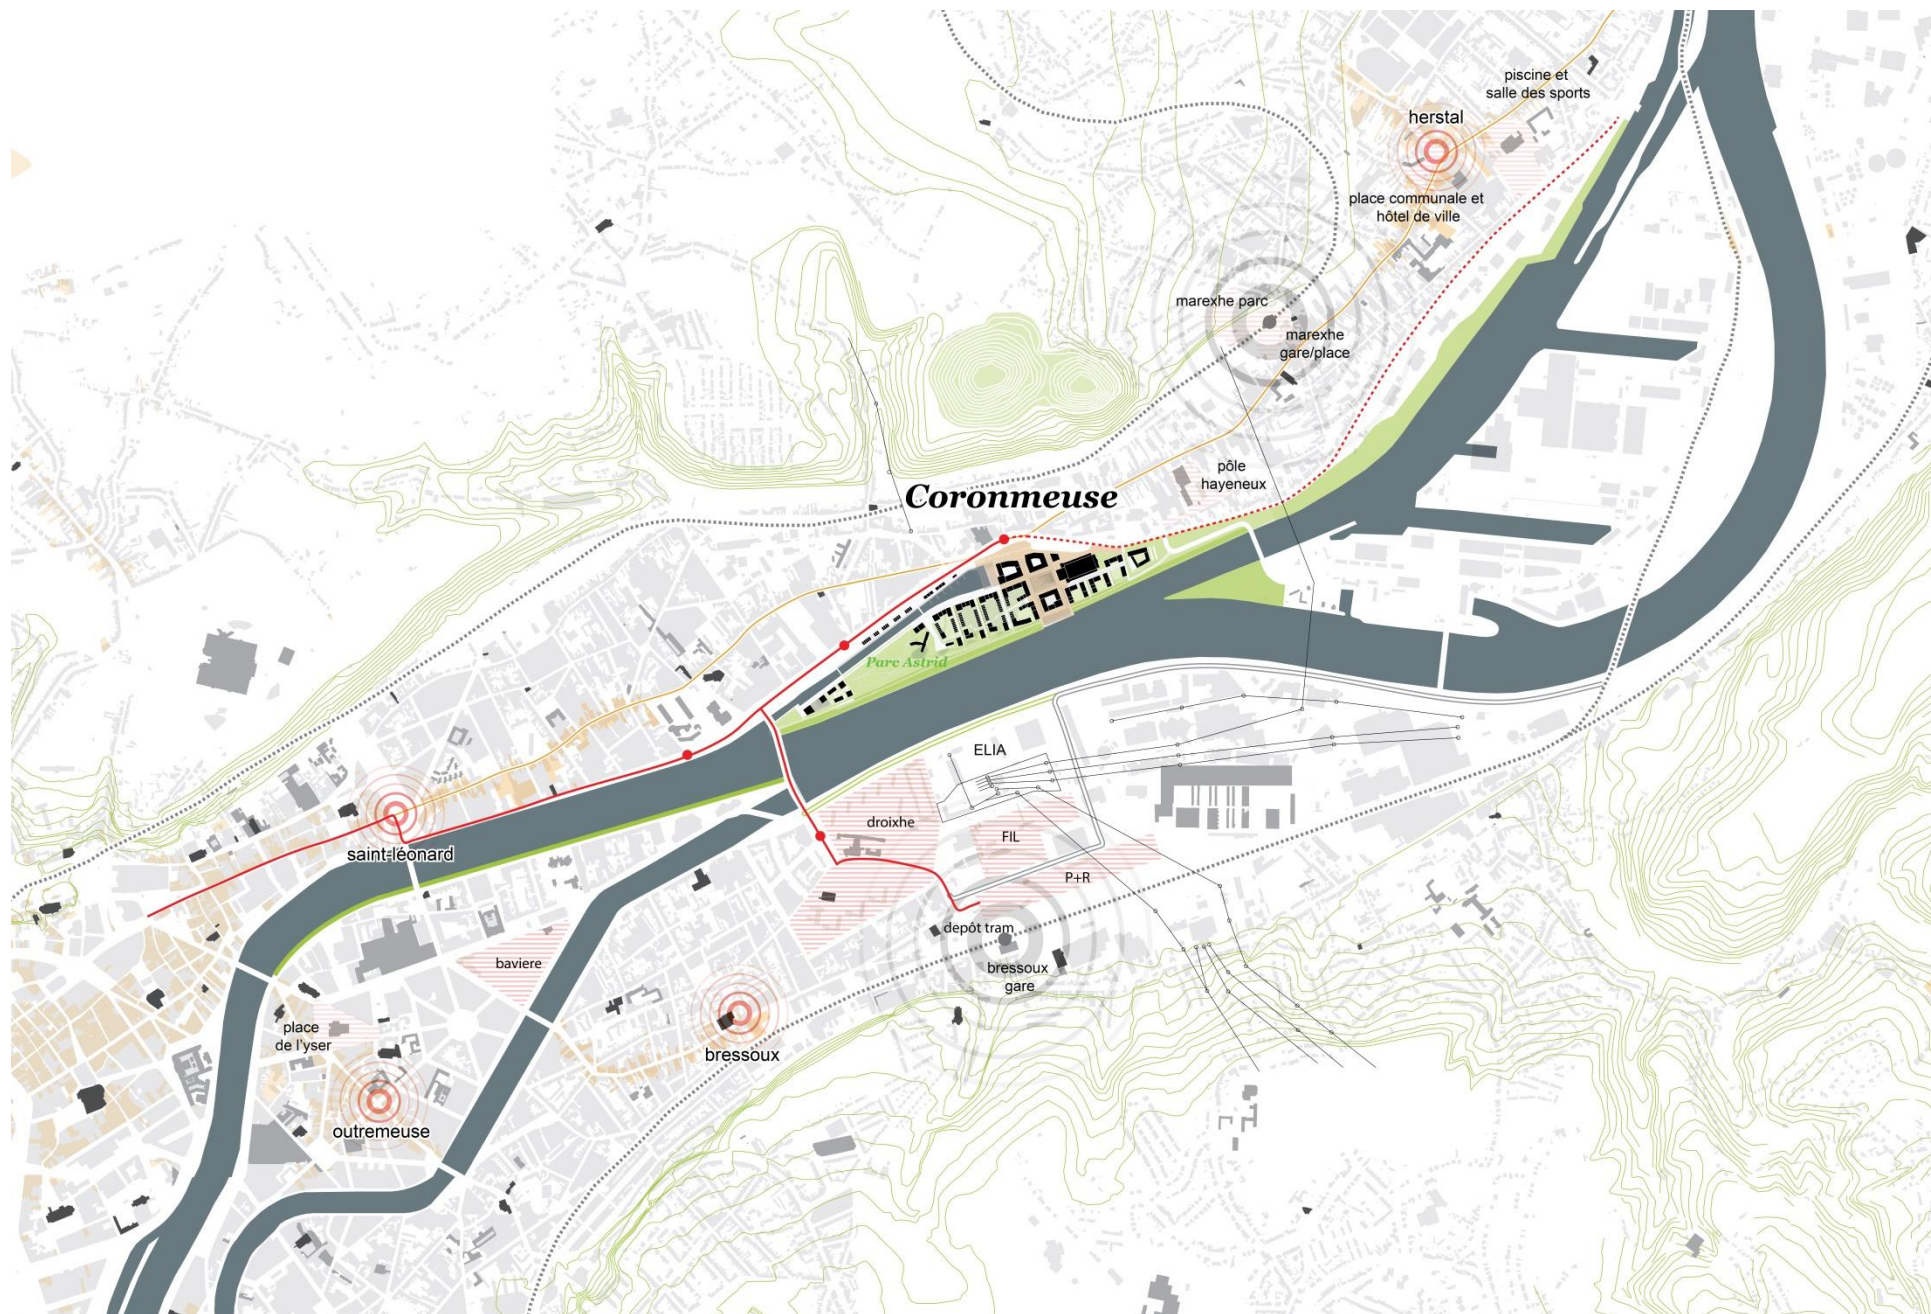 piscine et
salle des sports
herstal
place communale et
hôtel de ville
marexhe parc
marexhe
gare/place
pôle
hayeneux
Coronmeuse
Parc Astrid
ELIA
droixhe
FIL
saint-léonard
P+R
depôt tram
baviere
bressoux
gare
place
de l'yser
bressoux
outremeuse